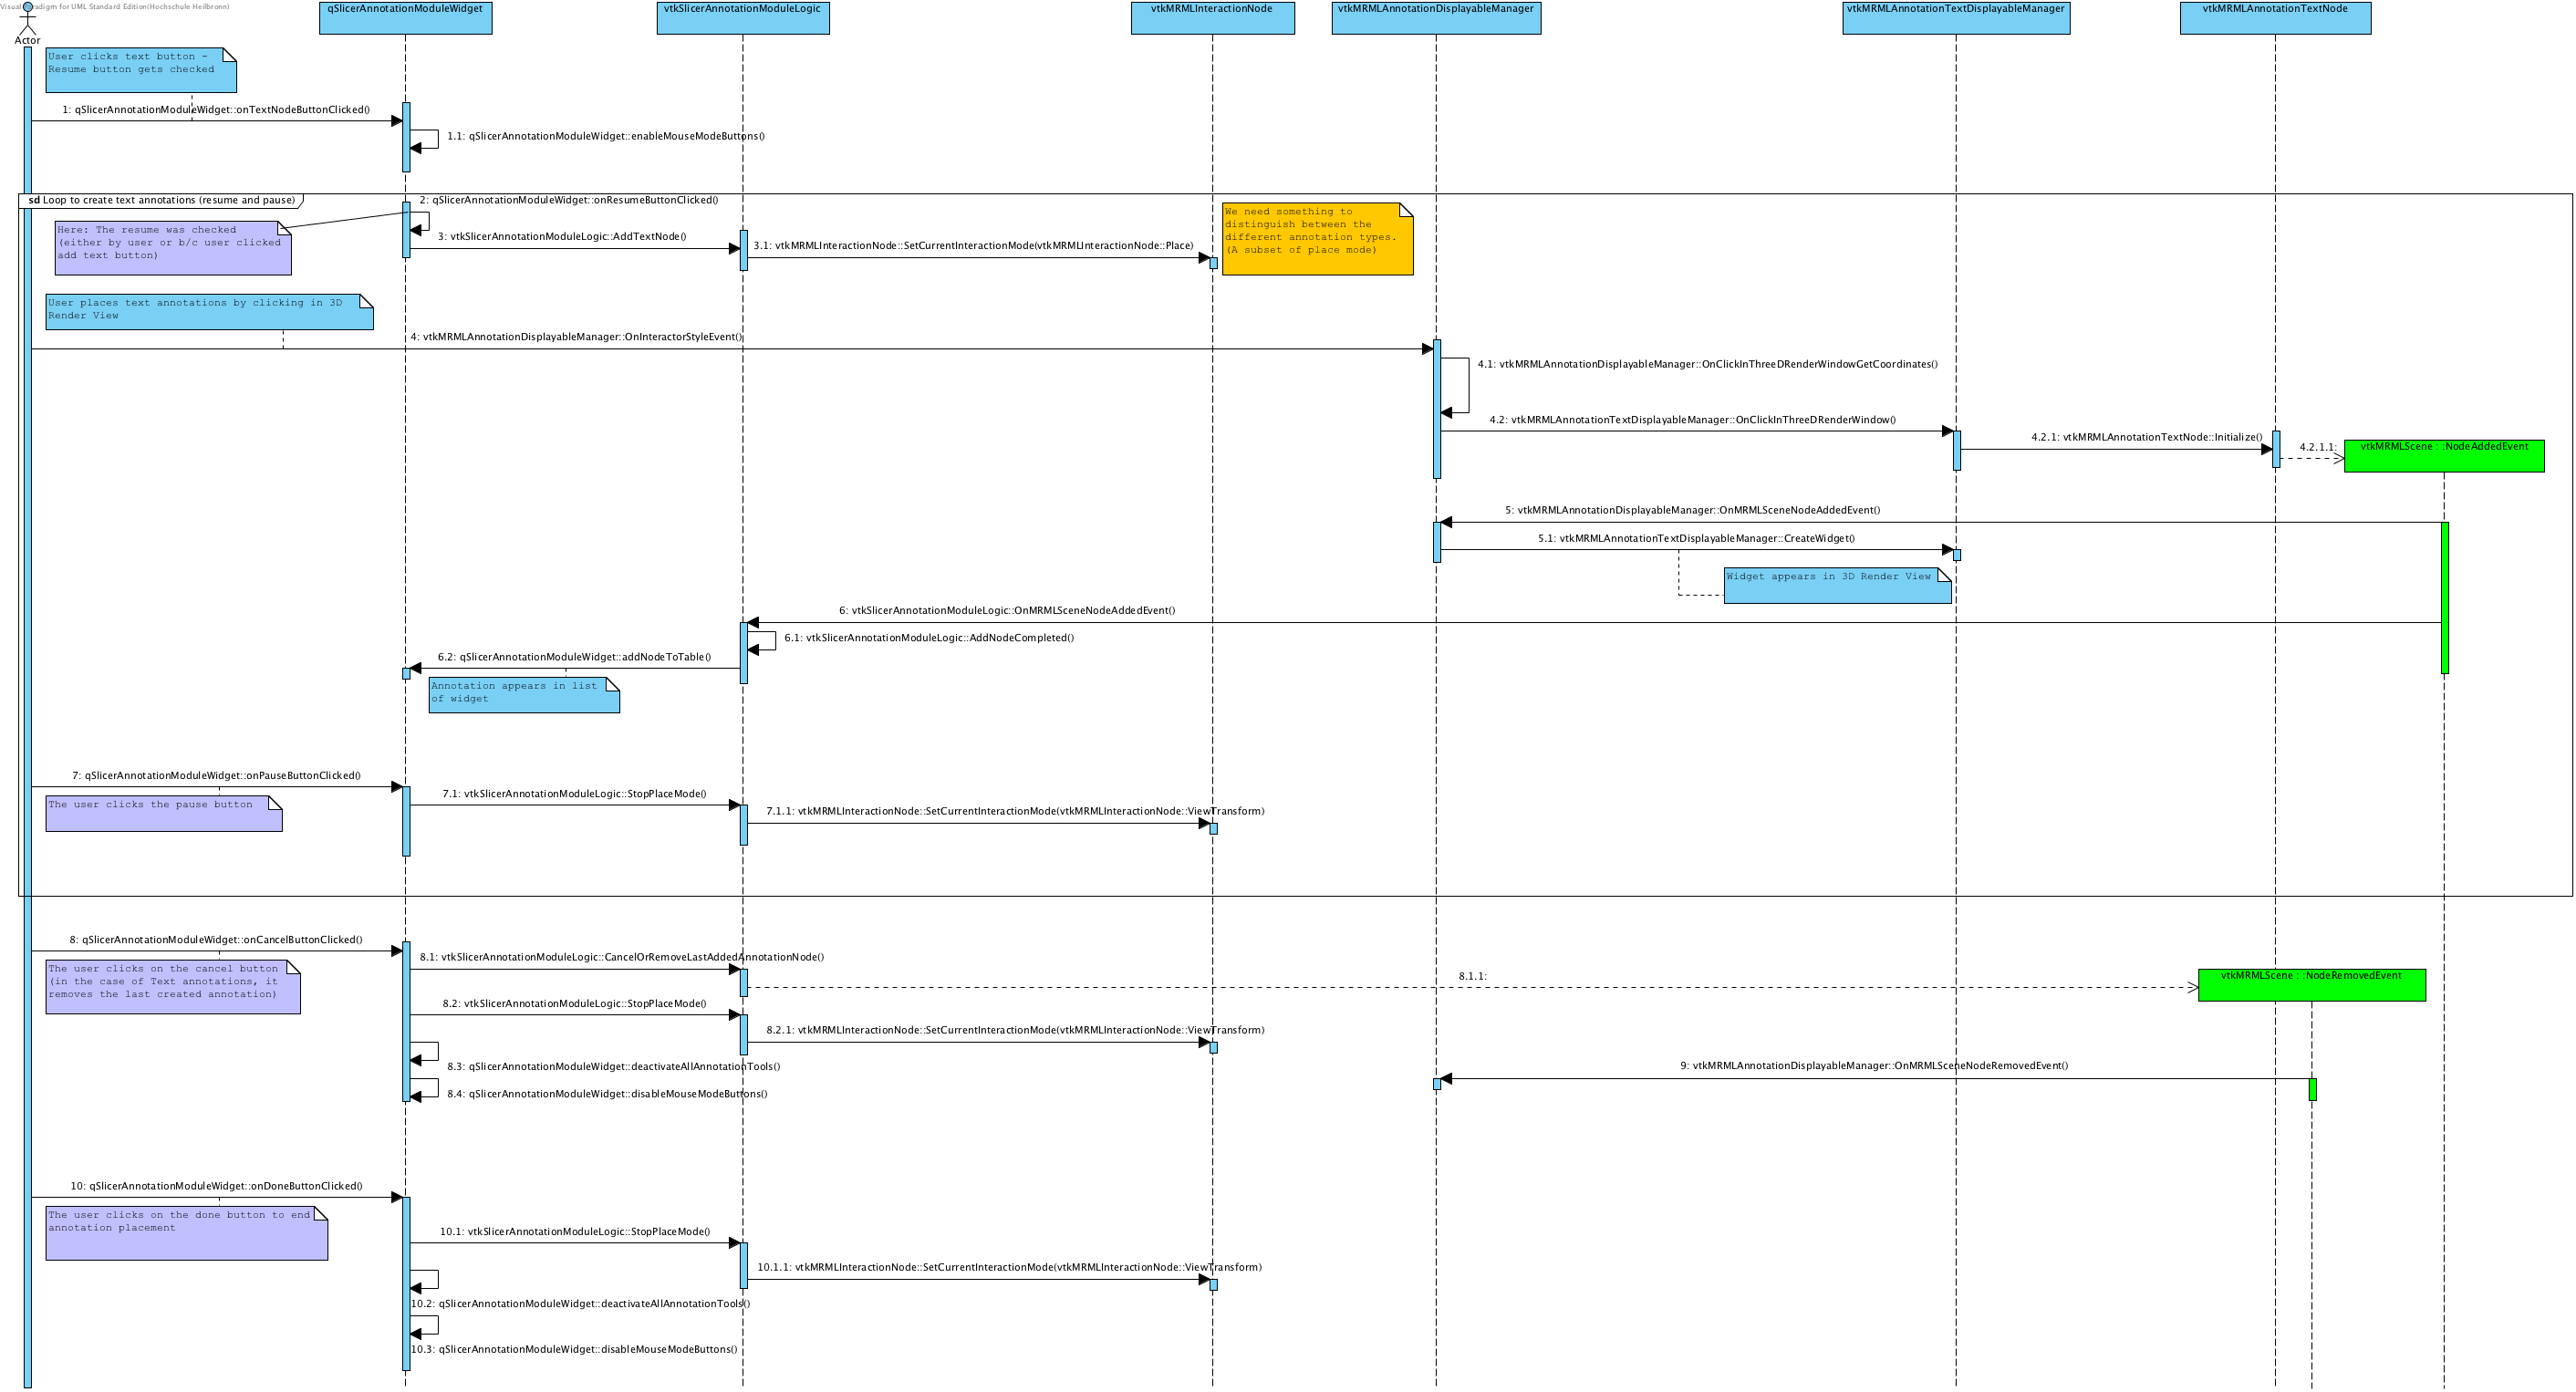 Visual Paradigm for UML Standard Edition(Hochschule Heilbronn)
Actor
qSlicerAnnotationModuleWidget
vtkSlicerAnnotationModuleLogic
vtkMRMLInteractionNode
vtkMRMLAnnotationDisplayableManager
vtkMRMLAnnotationTextDisplayableManager
vtkMRMLAnnotationTextNode
User clicks text button -
Resume button gets checked
1: qSlicerAnnotationModuleWidget::onTextNodeButtonClicked()
1.1: qSlicerAnnotationModuleWidget::enableMouseModeButtons()
sd Loop to create text annotations (resume and pause)
2: qSlicerAnnotationModuleWidget::onResumeButtonClicked()
Here: The resume was checked
(either by user or b/c user clicked
add text button)
3: vtkSlicerAnnotationModuleLogic::AddTextNode()
3.1: vtkMRMLInteractionNode::SetCurrentInteractionMode(vtkMRMLInteractionNode::Place)
We need something to
distinguish between the
different annotation types.
(A subset of place mode)
User places text annotations by clicking in 3D
Render View
4: vtkMRMLAnnotationDisplayableManager::OnInteractorStyleEvent()
4.1: vtkMRMLAnnotationDisplayableManager::OnClickInThreeDRenderWindowGetCoordinates()
4.2: vtkMRMLAnnotationTextDisplayableManager::OnClickInThreeDRenderWindow()
4.2.1: vtkMRMLAnnotationTextNode::Initialize()
4.2.1.1:
vtkMRMLScene : :NodeAddedEvent
5: vtkMRMLAnnotationDisplayableManager::OnMRMLSceneNodeAddedEvent()
5.1: vtkMRMLAnnotationTextDisplayableManager::CreateWidget()
Widget appears in 3D Render View
6: vtkSlicerAnnotationModuleLogic::OnMRMLSceneNodeAddedEvent()
6.1: vtkSlicerAnnotationModuleLogic::AddNodeCompleted()
6.2: qSlicerAnnotationModuleWidget::addNodeToTable()
Annotation appears in list
of widget
7: qSlicerAnnotationModuleWidget::onPauseButtonClicked()
The user clicks the pause button
7.1: vtkSlicerAnnotationModuleLogic::StopPlaceMode()
7.1.1: vtkMRMLInteractionNode::SetCurrentInteractionMode(vtkMRMLInteractionNode::ViewTransform)
8: qSlicerAnnotationModuleWidget::onCancelButtonClicked()
The user clicks on the cancel button
(in the case of Text annotations, it
removes the last created annotation)
8.1: vtkSlicerAnnotationModuleLogic::CancelOrRemoveLastAddedAnnotationNode()
8.1.1:
vtkMRMLScene : :NodeRemovedEvent
8.2: vtkSlicerAnnotationModuleLogic::StopPlaceMode()
8.2.1: vtkMRMLInteractionNode::SetCurrentInteractionMode(vtkMRMLInteractionNode::ViewTransform)
8.3: qSlicerAnnotationModuleWidget::deactivateAllAnnotationTools()
9: vtkMRMLAnnotationDisplayableManager::OnMRMLSceneNodeRemovedEvent()
8.4: qSlicerAnnotationModuleWidget::disableMouseModeButtons()
10: qSlicerAnnotationModuleWidget::onDoneButtonClicked()
The user clicks on the done button to end
annotation placement
10.1: vtkSlicerAnnotationModuleLogic::StopPlaceMode()
10.1.1: vtkMRMLInteractionNode::SetCurrentInteractionMode(vtkMRMLInteractionNode::ViewTransform)
10.2: qSlicerAnnotationModuleWidget::deactivateAllAnnotationTools()
10.3: qSlicerAnnotationModuleWidget::disableMouseModeButtons()